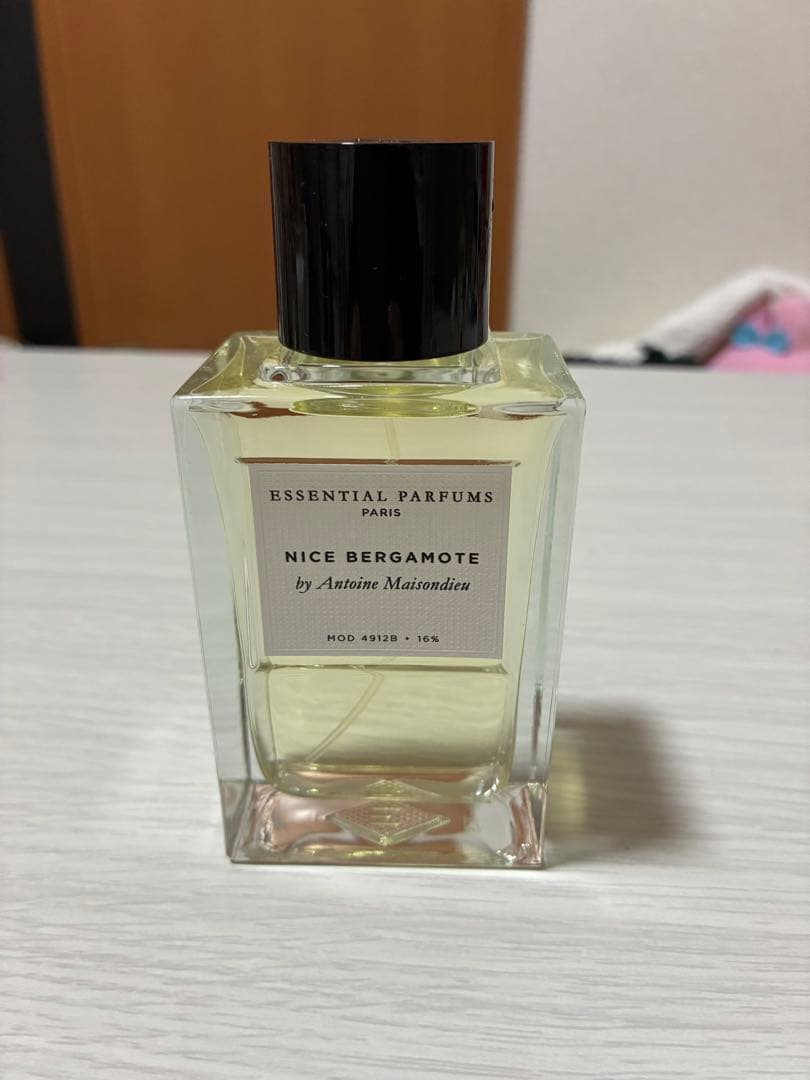 ESSENTIAL PARFUMS
PARIS
NICE BERGAMOTE
by Antoine Maisondieu
MOD 4912B • 16%